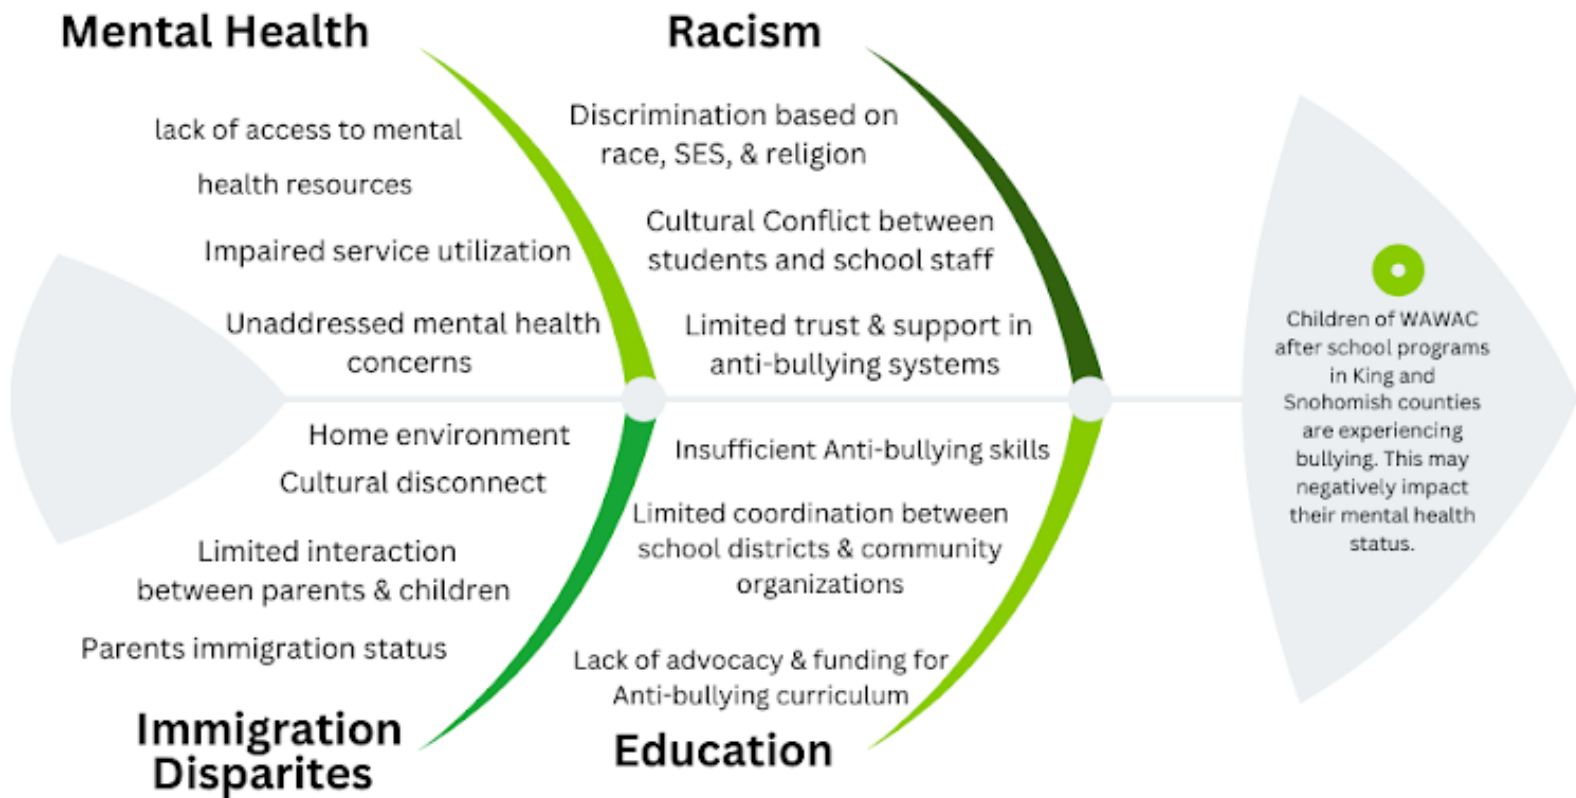 Mental Health
lack of access to mental
health resources
Impaired service utilization
Unaddressed mental health
concerns
Racism
Discrimination based on
race, SES, & religion
Cultural Conflict between
students and school staff
Limited trust & support in
anti-bullying systems
Home environment
Cultural disconnect
Limited interaction
between parents & children
Parents immigration status
Immigration
Disparites
Insufficient Anti-bullying skills
Limited coordination between
school districts & community
organizations
Lack of advocacy & funding for
Anti-bullying curriculum
Education
Children of WAWAC
after school programs
in King and
Snohomish counties
are experiencing
bullying. This may
negatively impact
their mental health
status.